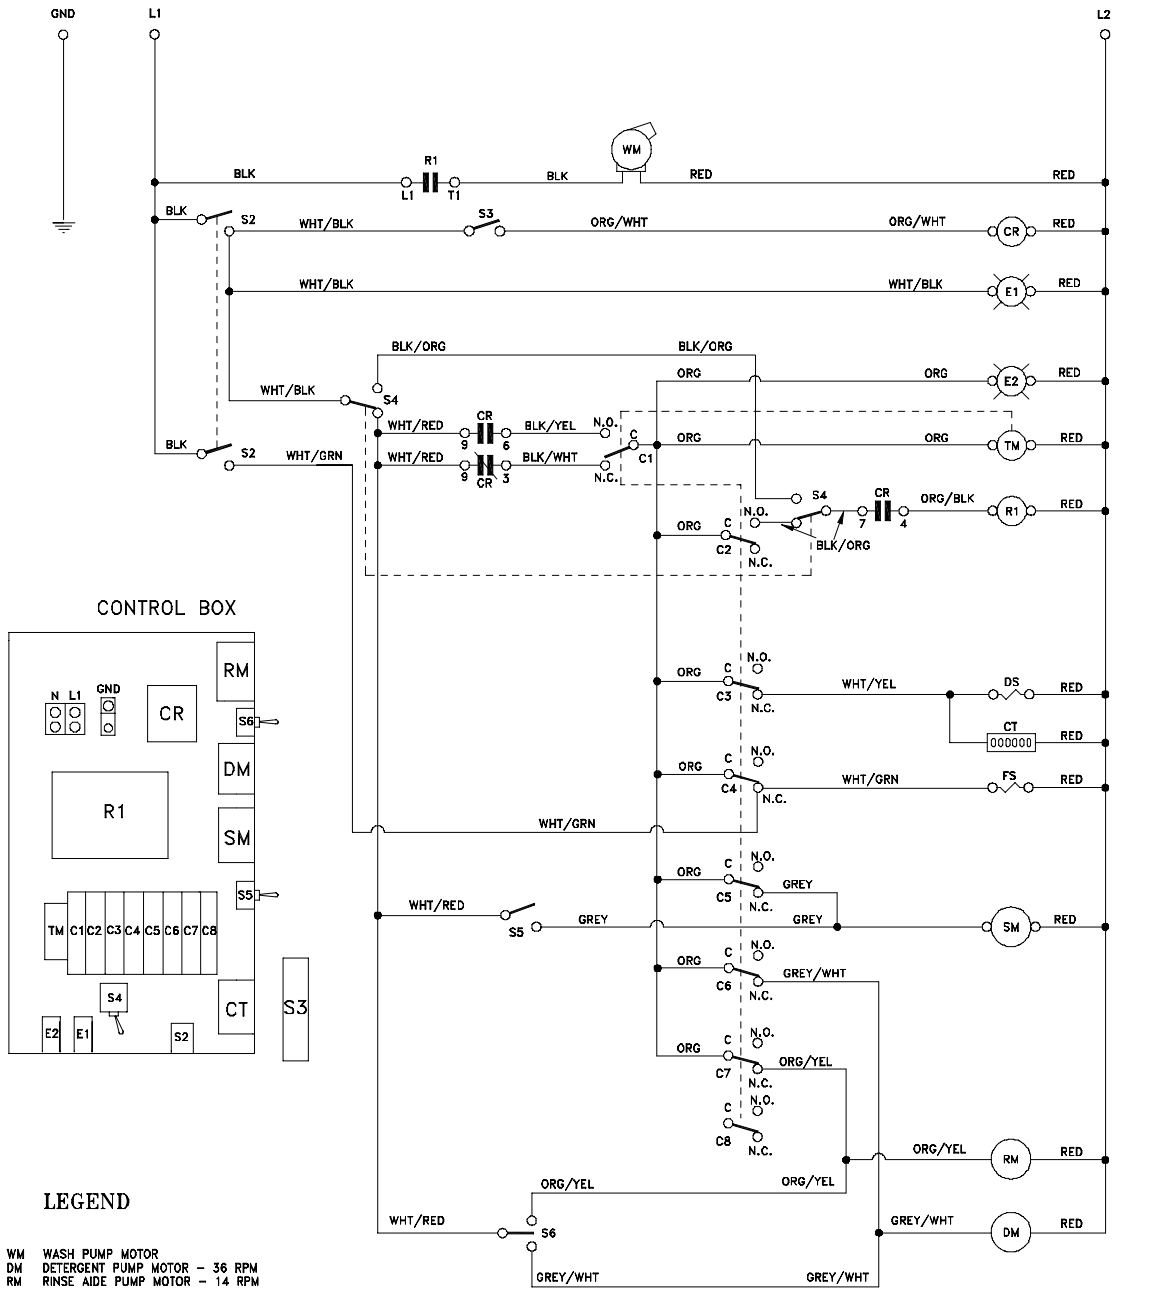 GND L1 L2
WM
R1
BLK L1 T1 BLK RED RED
BLK S2 WHT/BLK S3 ORG/WHT ORG/WHT CR RED
WHT/BLK WHT/BLK E1 RED
BLK/ORG BLK/ORG
ORG ORG E2 RED
WHT/BLK S4
CR N.O.
WHT/RED 9 6 BLK/YEL
C C1 ORG ORG TM RED
BLK S2 WHT/GRN
WHT/RED 9 CR 3 BLK/WHT N.C.
S4 CR ORG/BLK
N.O. 7 4 R1 RED
ORG C C2 BLK/ORG
N.C.
CONTROL BOX
N.O.
ORG C C3 WHT/YEL DS RED
N.C.
CT 000000 RED
N.O.
ORG C C4 WHT/GRN FS RED
N.C.
WHT/GRN
N.O.
ORG C C5 GREY
N.C.
WHT/RED S5 GREY GREY SM RED
N.O.
ORG C C6 GREY/WHT
N.C.
N.O.
ORG C C7 ORG/YEL
N.C.
N.O.
C C8
N.C.
ORG/YEL RM RED
ORG/YEL ORG/YEL
WHT/RED S6 GREY/WHT DM RED
GREY/WHT GREY/WHT
RM
N L1 GND
CR S6
DM
R1
SM
S5
TM C1 C2 C3 C4 C5 C6 C7 C8
S4 CT S3
E2 E1 S2
LEGEND
WM WASH PUMP MOTOR
DM DETERGENT PUMP MOTOR - 36 RPM
RM RINSE AIDE PUMP MOTOR - 14 RPM